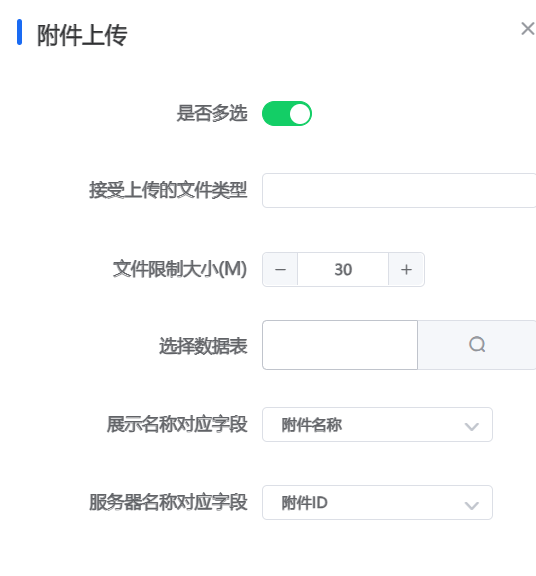 附件上传
是否多选
接受上传的文件类型
文件限制大小(M) 30
选择数据表
展示名称对应字段 附件名称
服务器名称对应字段 附件ID